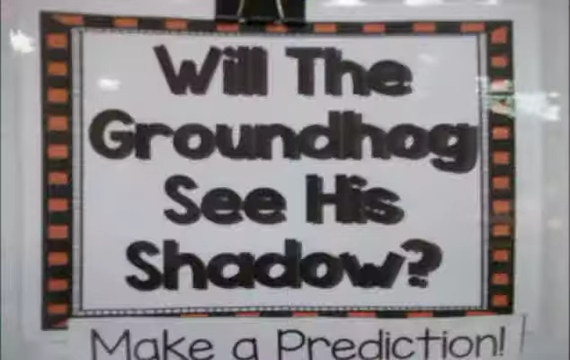 Will The
Groundhog
See His
Shadow?
Make a Prediction!